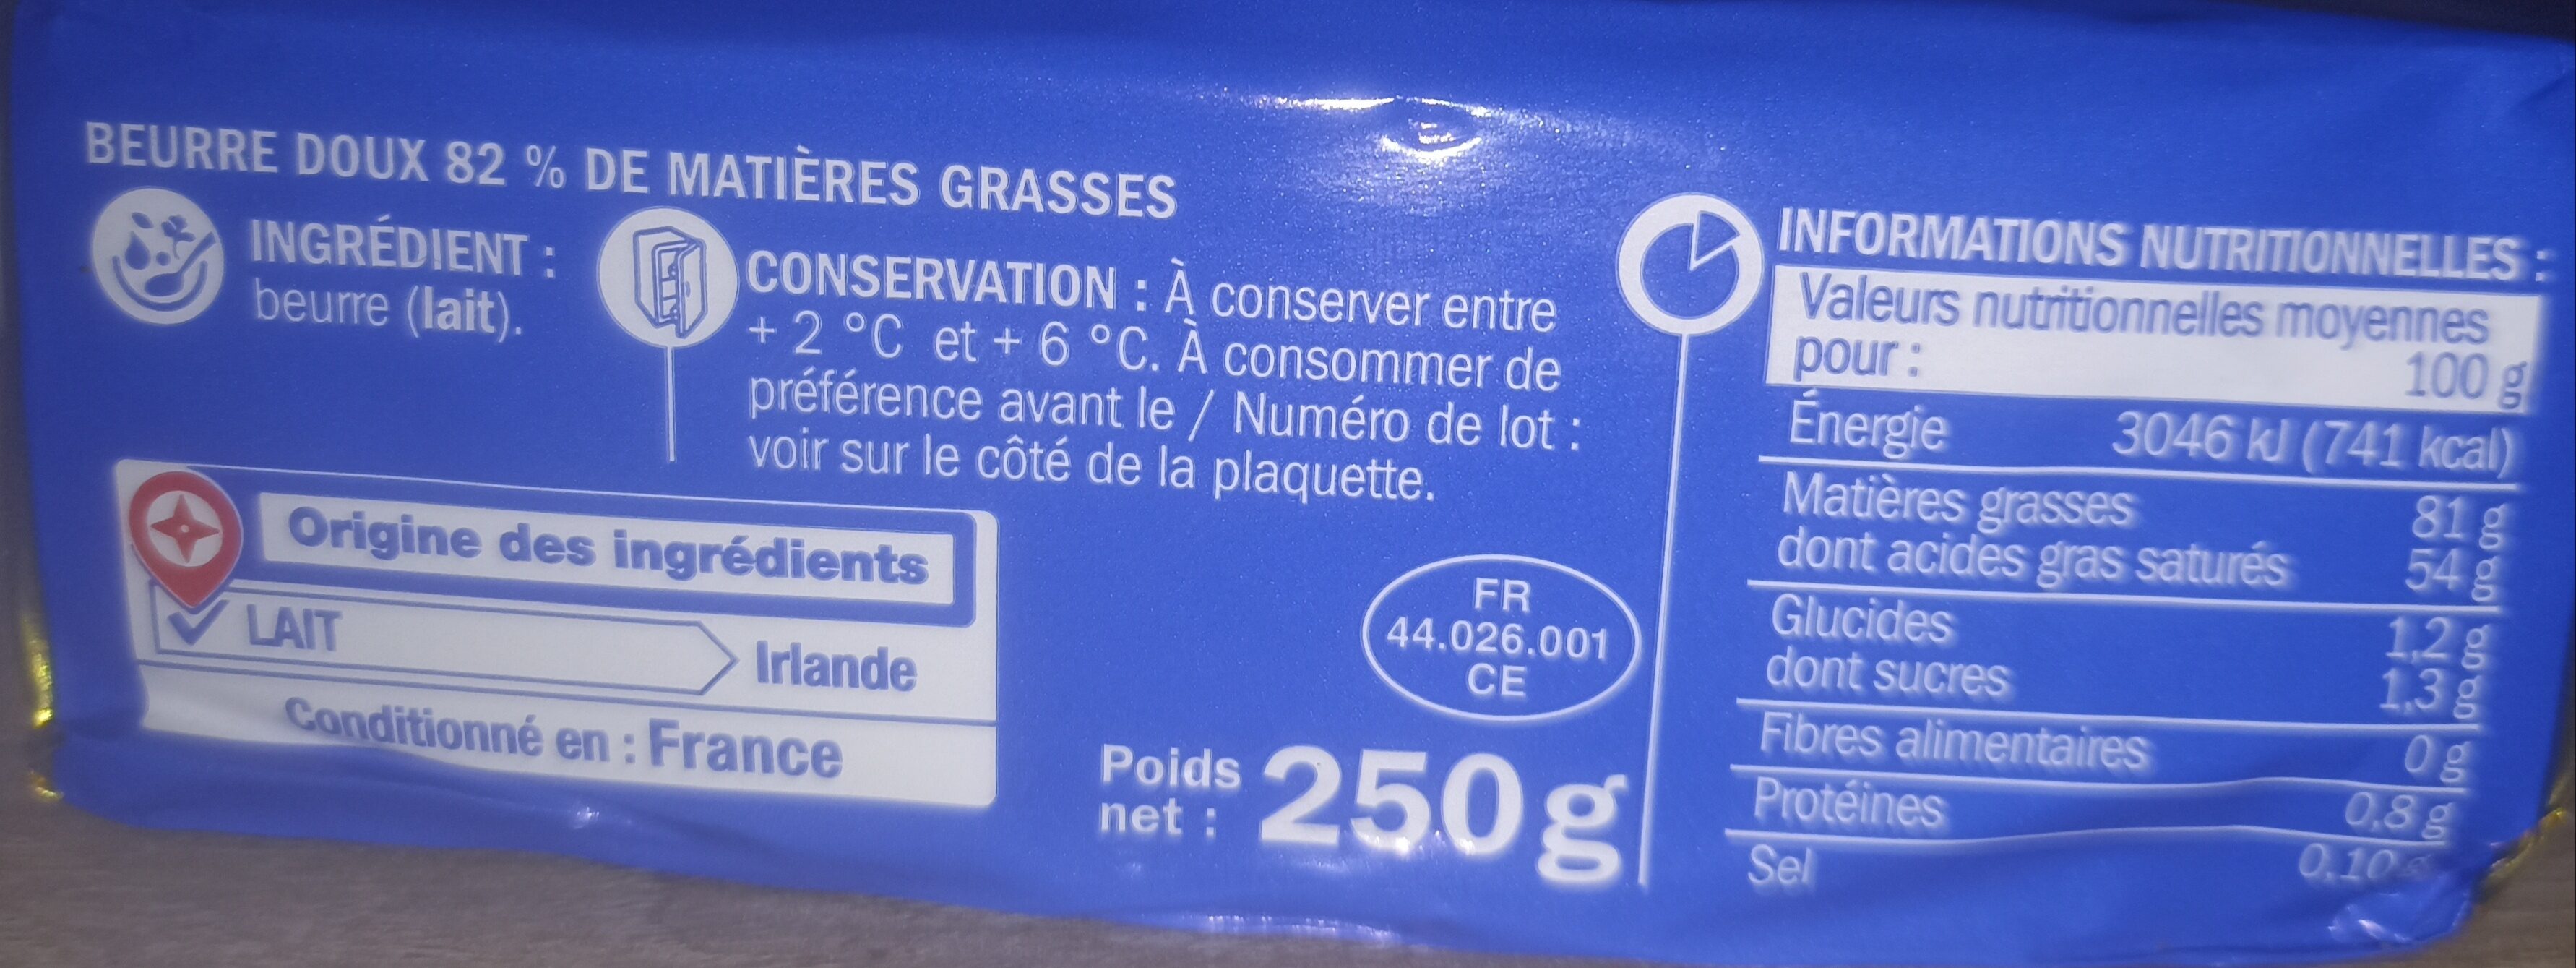 BEURRE DOUX 82 % DE MATIÈRES GRASSES
INGRÉDIENT :
beurre (lait).
CONSERVATION : À conserver entre
+ 2 °C et + 6 °C. À consommer de
préférence avant le / Numéro de lot :
voir sur le côté de la plaquette.
Origine des ingrédients
LAIT Irlande
Conditionné en : France
FR
44.026.001
CE
Poids
net : 250g
INFORMATIONS NUTRITIONNELLES :
Valeurs nutritionnelles moyennes
pour : 100 g
Énergie 3046 kJ (741 kcal)
Matières grasses 81 g
dont acides gras saturés 54 g
Glucides 1,2 g
dont sucres 1,3 g
Fibres alimentaires 0 g
Protéines 0,8 g
Sel 0,10 g